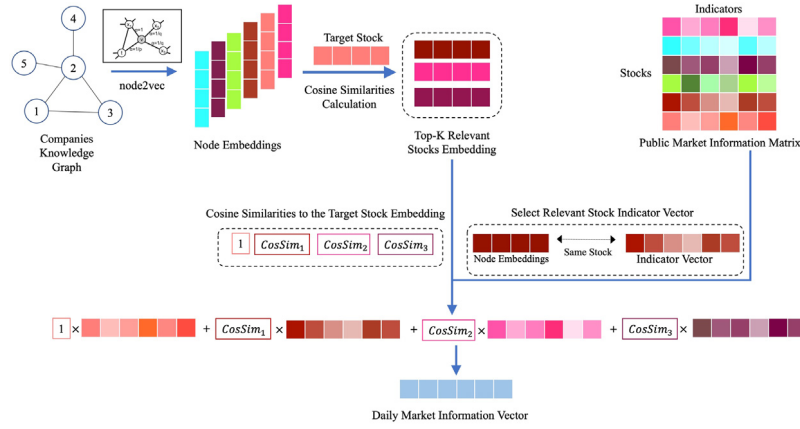 4
5
2
1
3
Companies
Knowledge
Graph
node2vec
Node Embeddings
Target Stock
Cosine Similarities
Calculation
Top-K Relevant
Stocks Embedding
Indicators
Stocks
Public Market Information Matrix
Cosine Similarities to the Target Stock Embedding
1 CosSim₁ CosSim₂ CosSim₃
Select Relevant Stock Indicator Vector
Node Embeddings
Same Stock
Indicator Vector
1 × + CosSim₁ × + CosSim₂ × + CosSim₃ ×
Daily Market Information Vector